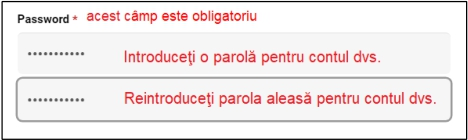 Password * acest câmp este obligatoriu
••••••••••• Introduceţi o parolă pentru contul dvs.
••••••••••• Reintroduceţi parola aleasă pentru contul dvs.